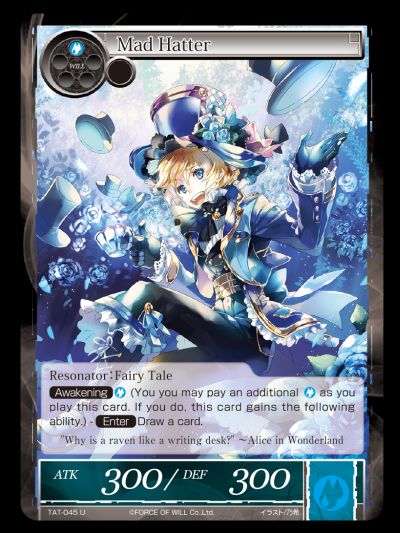 Mad Hatter
WILL
Resonator:Fairy Tale
Awakening (You you may pay an additional as you
play this card. If you do, this card gains the following
ability.) - Enter Draw a card.
"Why is a raven like a writing desk?" ～Alice in Wonderland
ATK 300/ DEF 300
TAT-045 U ©FORCE OF WILL Co.,Ltd. イラスト/乃希